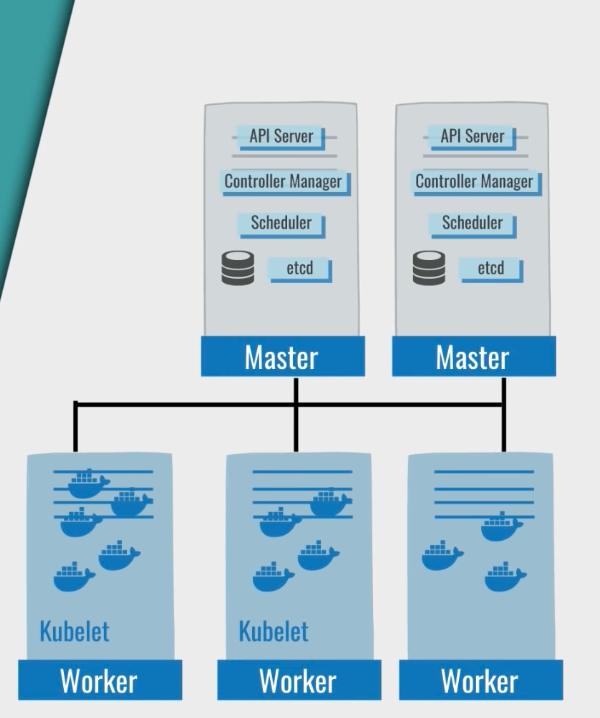 API Server
Controller Manager
Scheduler
etcd
Master
API Server
Controller Manager
Scheduler
etcd
Master
Kubelet
Worker
Kubelet
Worker
Worker